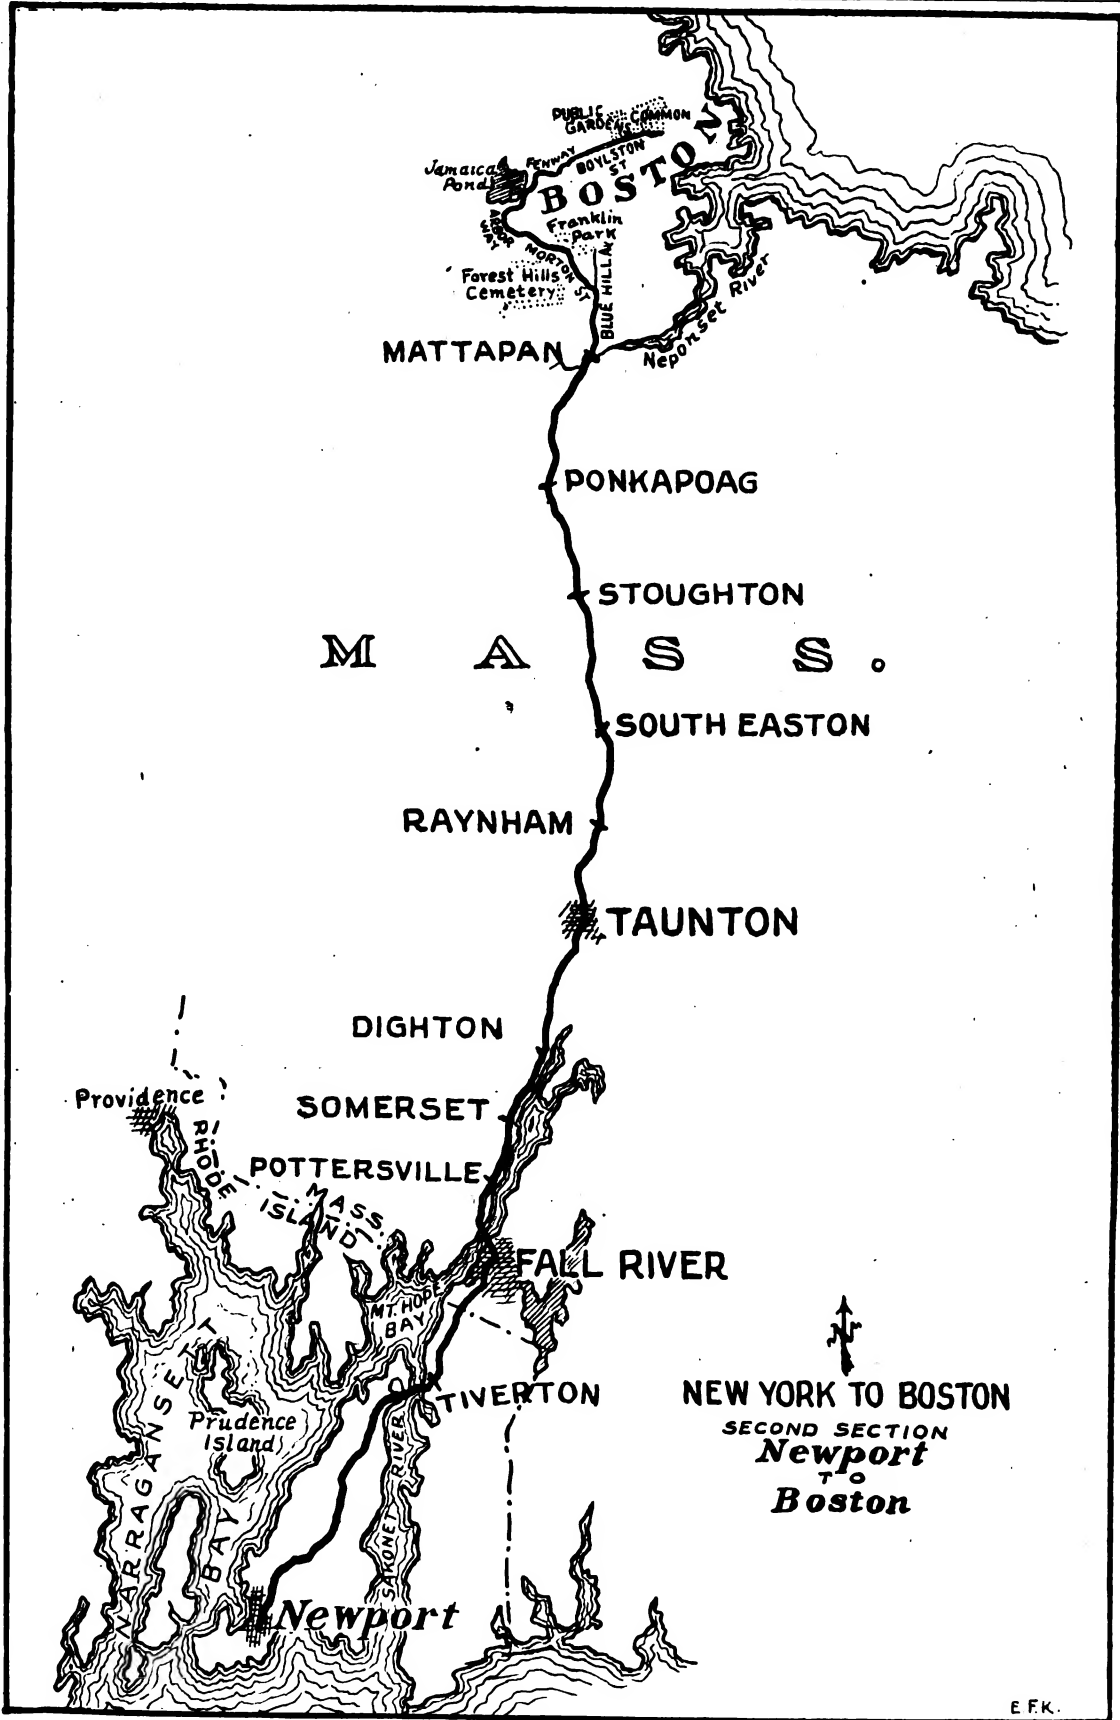 PUBLIC
GARDENS
COMMON
FENWAY
BOYLSTON
ST
BOSTON
Jamaica
Pond
ARBOR
WAY
Franklin
Park
MORTON ST
Forest Hills
Cemetery
BLUE HILL AV
Neponset River
MATTAPAN
PONKAPOAG
STOUGHTON
MASS.
SOUTH EASTON
RAYNHAM
TAUNTON
DIGHTON
Providence
SOMERSET
RHODE
ISLAND
POTTERSVILLE
MASS.
FALL RIVER
MT. HOPE
BAY
TIVERTON
NARRAGANSETT
BAY
Prudence
Island
SAKONET RIVER
Newport
N
NEW YORK TO BOSTON
SECOND SECTION
Newport
TO
Boston
E.F.K.